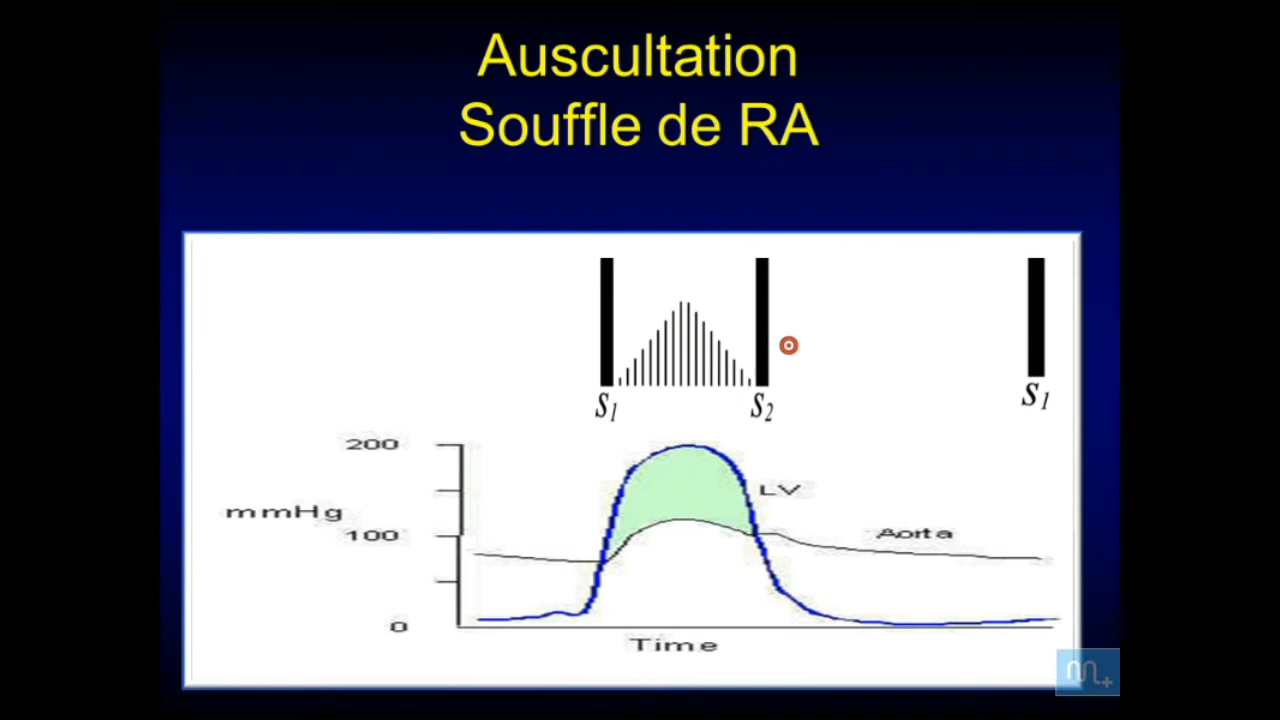 Auscultation
Souffle de RA
S1 S2 S1
200
LV
mmHg
100
Aorta
0
Time